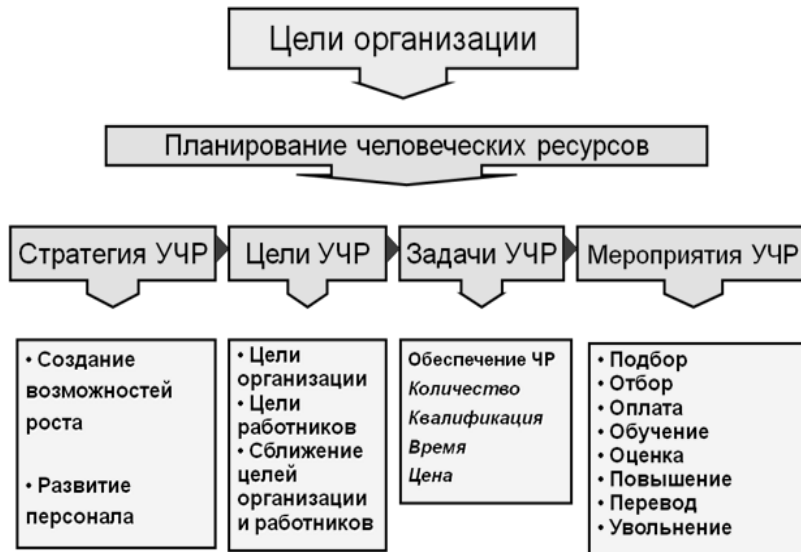 Цели организации
Планирование человеческих ресурсов
Стратегия УЧР
Цели УЧР
Задачи УЧР
Мероприятия УЧР
• Создание
возможностей
роста
• Развитие
персонала
• Цели
организации
• Цели
работников
• Сближение
целей
организации
и работников
Обеспечение ЧР
Количество
Квалификация
Время
Цена
• Подбор
• Отбор
• Оплата
• Обучение
• Оценка
• Повышение
• Перевод
• Увольнение